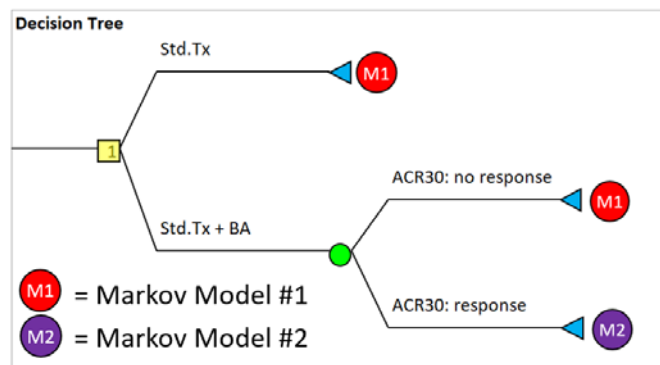 Decision Tree
Std.Tx
M1
1
ACR30: no response
M1
Std.Tx + BA
ACR30: response
M1 = Markov Model #1
M2
M2 = Markov Model #2